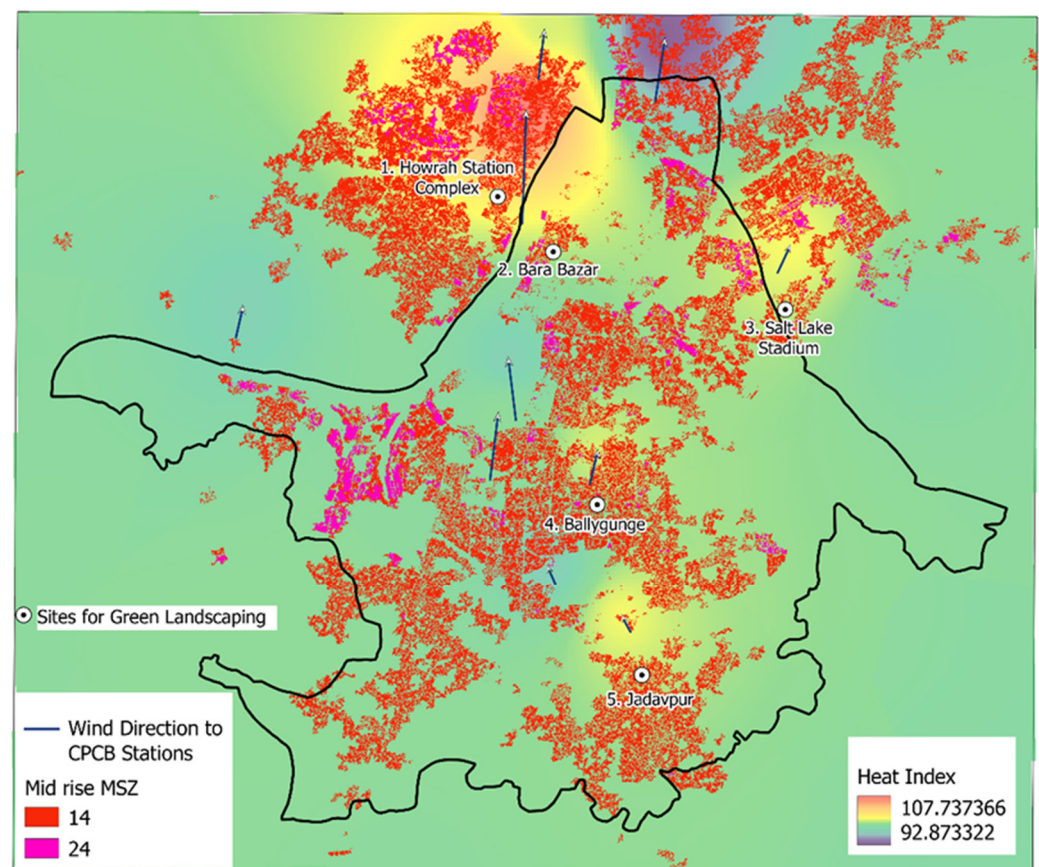 1. Howrah Station
Complex
2. Bara Bazar
3. Salt Lake
Stadium
4. Ballygunge
5. Jadavpur
Sites for Green Landscaping
Wind Direction to
CPCB Stations
Mid rise MSZ
14
24
Heat Index
107.737366
92.873322